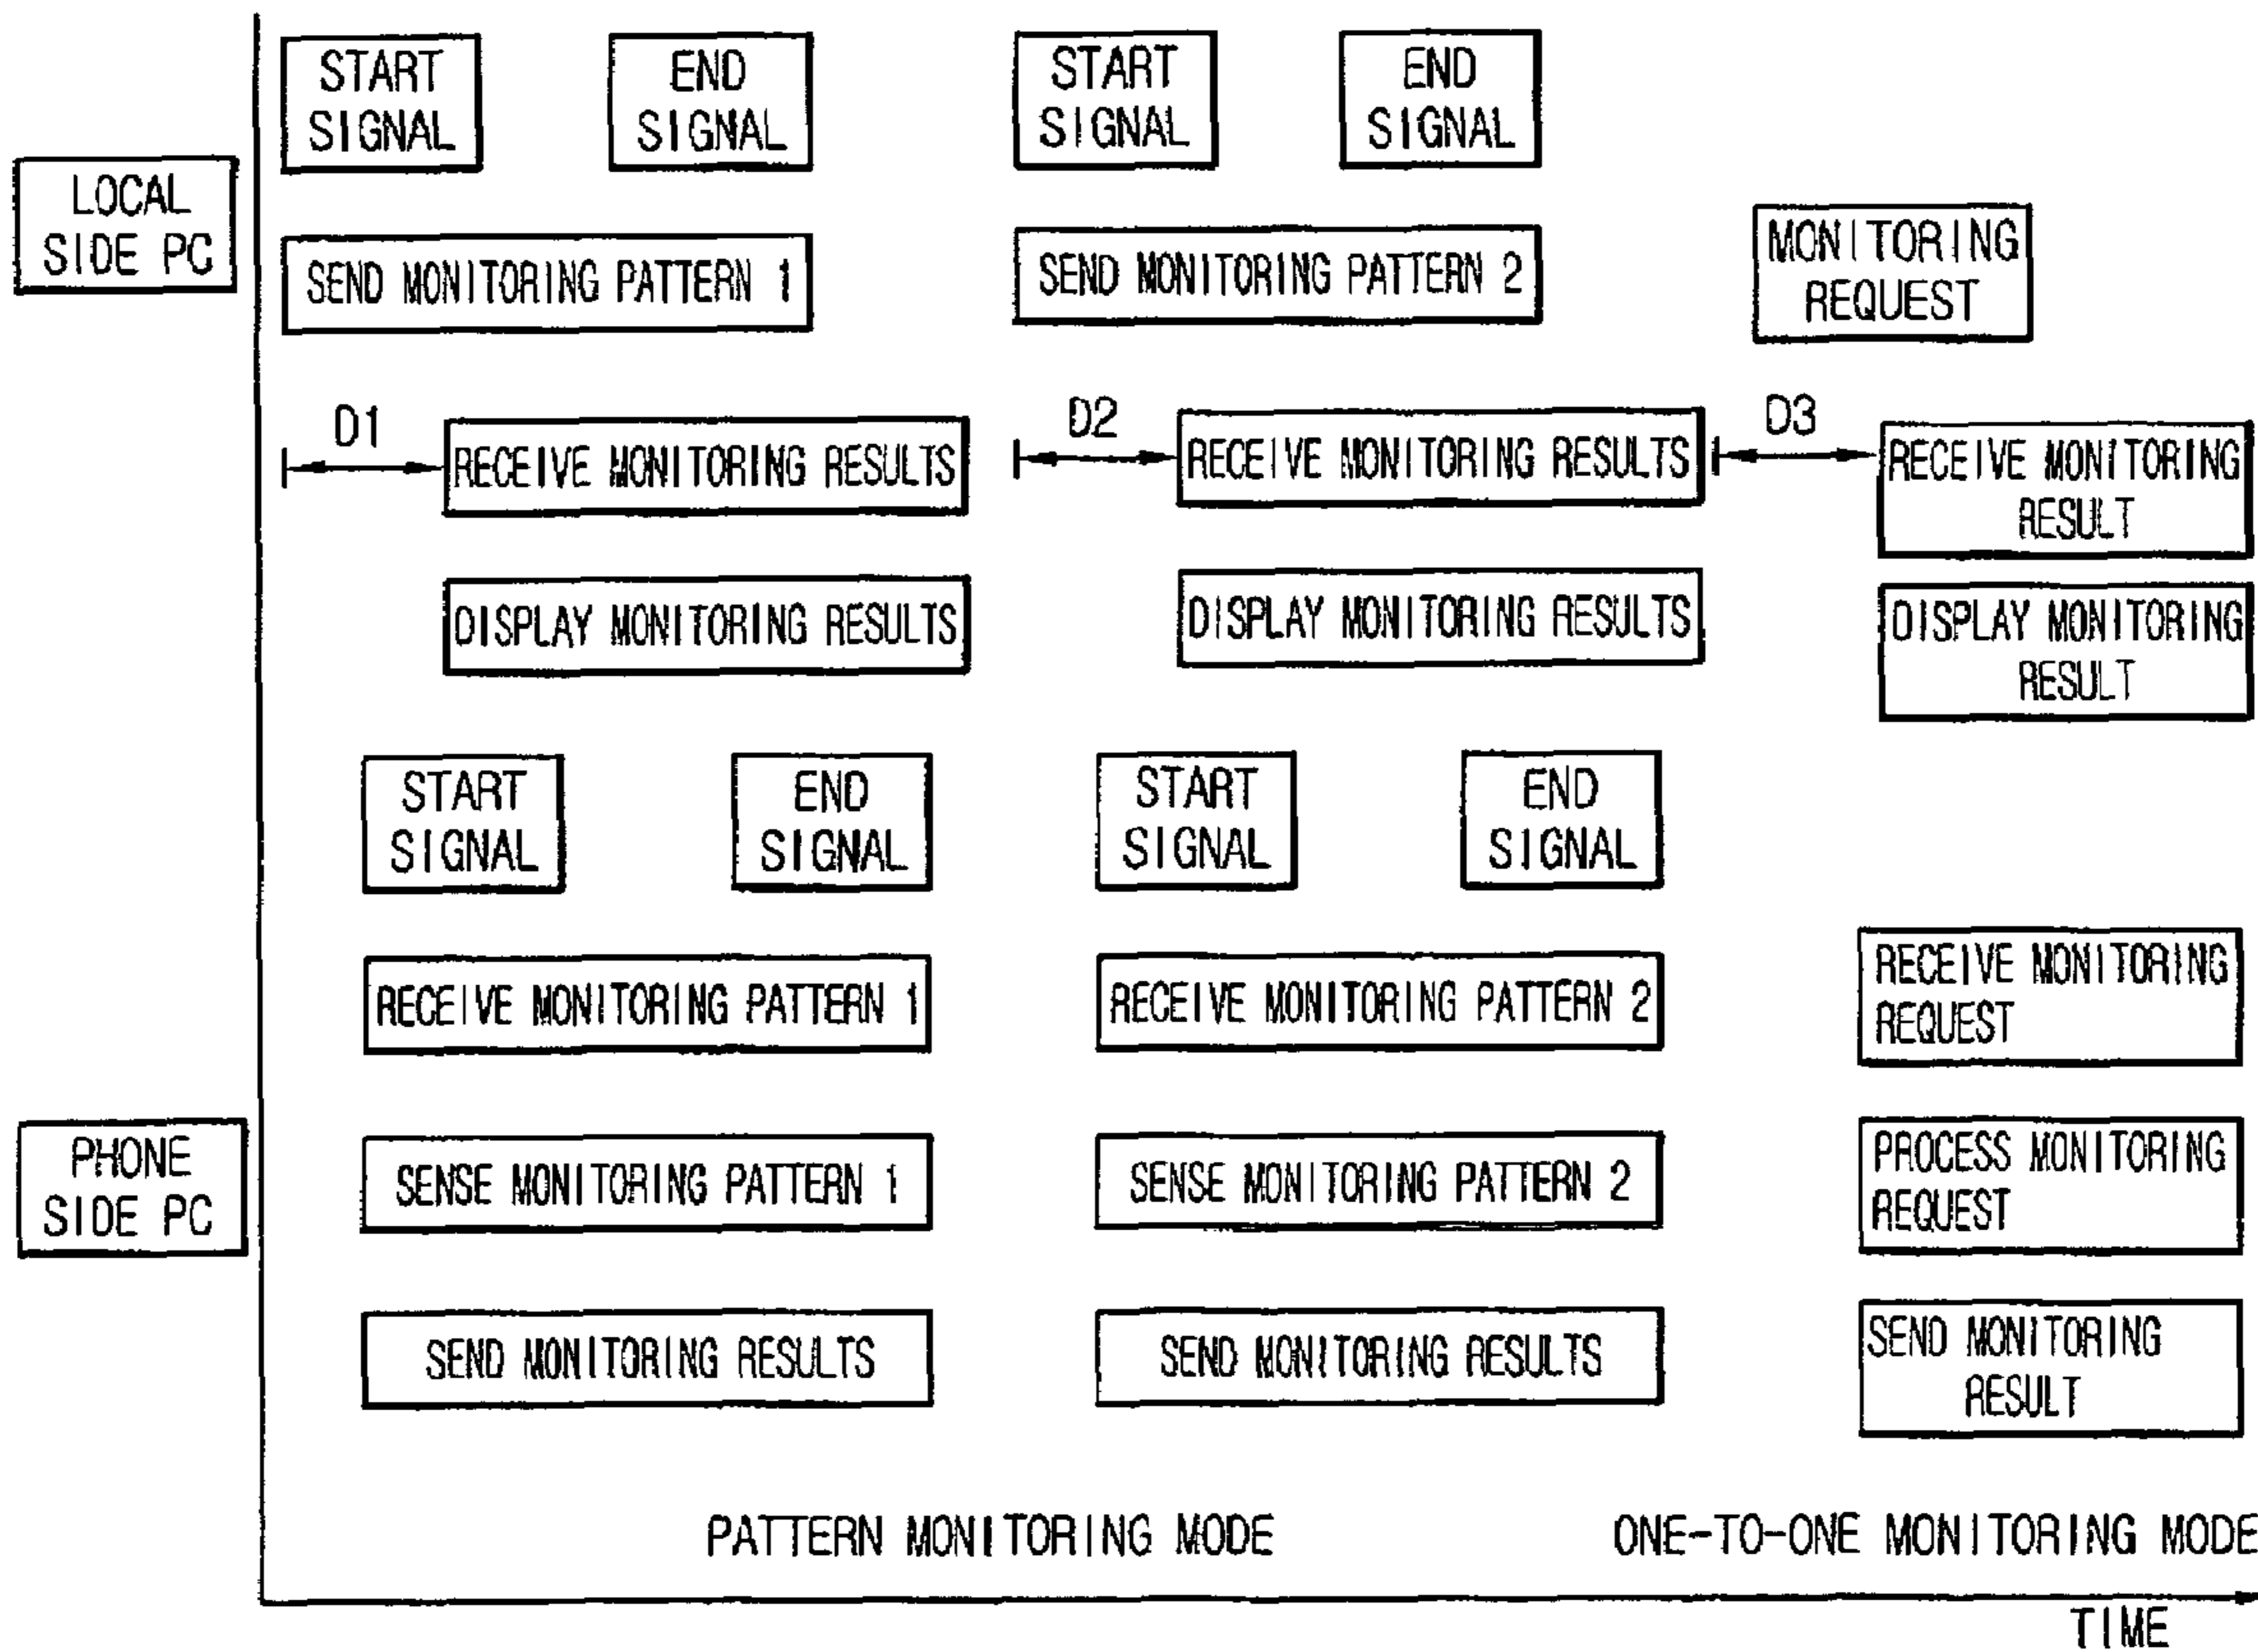 START
SIGNAL
END
SIGNAL
START
SIGNAL
END
SIGNAL
LOCAL
SIDE PC
SEND MONITORING PATTERN 1
SEND MONITORING PATTERN 2
MONITORING
REQUEST
D1
RECEIVE MONITORING RESULTS
D2
RECEIVE MONITORING RESULTS
D3
RECEIVE MONITORING
RESULT
DISPLAY MONITORING RESULTS
DISPLAY MONITORING RESULTS
DISPLAY MONITORING
RESULT
START
SIGNAL
END
SIGNAL
START
SIGNAL
END
SIGNAL
RECEIVE MONITORING PATTERN 1
RECEIVE MONITORING PATTERN 2
RECEIVE MONITORING
REQUEST
PHONE
SIDE PC
SENSE MONITORING PATTERN 1
SENSE MONITORING PATTERN 2
PROCESS MONITORING
REQUEST
SEND MONITORING RESULTS
SEND MONITORING RESULTS
SEND MONITORING
RESULT
PATTERN MONITORING MODE
ONE-TO-ONE MONITORING MODE
TIME